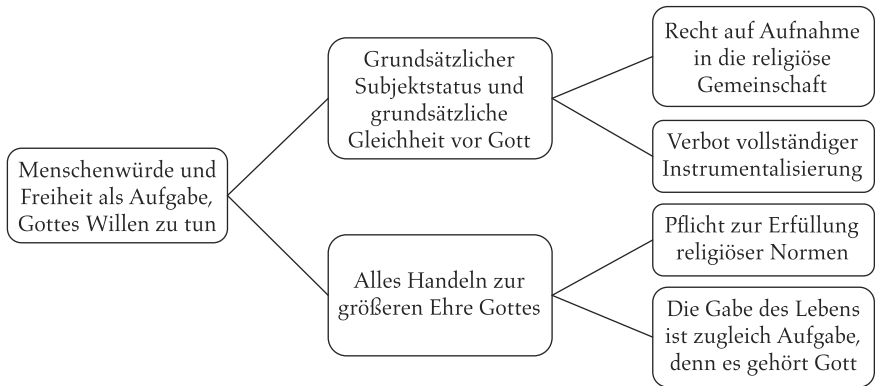 Menschenwürde und
Freiheit als Aufgabe,
Gottes Willen zu tun
Grundsätzlicher
Subjektstatus und
grundsätzliche
Gleichheit vor Gott
Alles Handeln zur
größeren Ehre Gottes
Recht auf Aufnahme
in die religiöse
Gemeinschaft
Verbot vollständiger
Instrumentalisierung
Pflicht zur Erfüllung
religiöser Normen
Die Gabe des Lebens
ist zugleich Aufgabe,
denn es gehört Gott